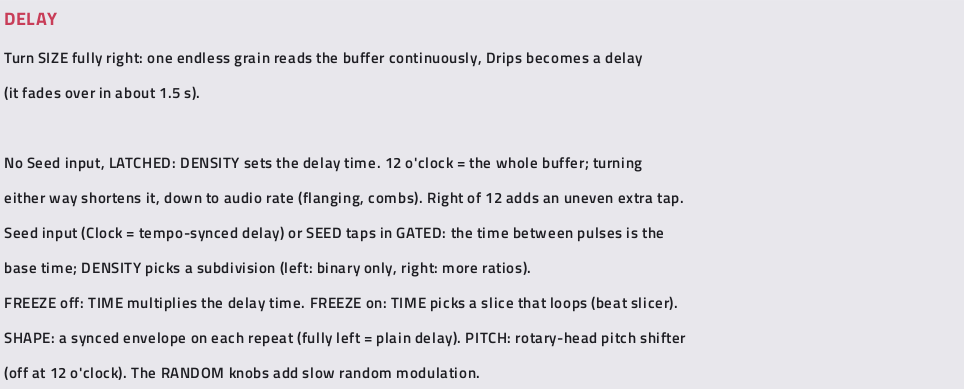 DELAY
Turn SIZE fully right: one endless grain reads the buffer continuously, Drips becomes a delay
(it fades over in about 1.5 s).
No Seed input, LATCHED: DENSITY sets the delay time. 12 o'clock = the whole buffer; turning
either way shortens it, down to audio rate (flanging, combs). Right of 12 adds an uneven extra tap.
Seed input (Clock = tempo-synced delay) or SEED taps in GATED: the time between pulses is the
base time; DENSITY picks a subdivision (left: binary only, right: more ratios).
FREEZE off: TIME multiplies the delay time. FREEZE on: TIME picks a slice that loops (beat slicer).
SHAPE: a synced envelope on each repeat (fully left = plain delay). PITCH: rotary-head pitch shifter
(off at 12 o'clock). The RANDOM knobs add slow random modulation.